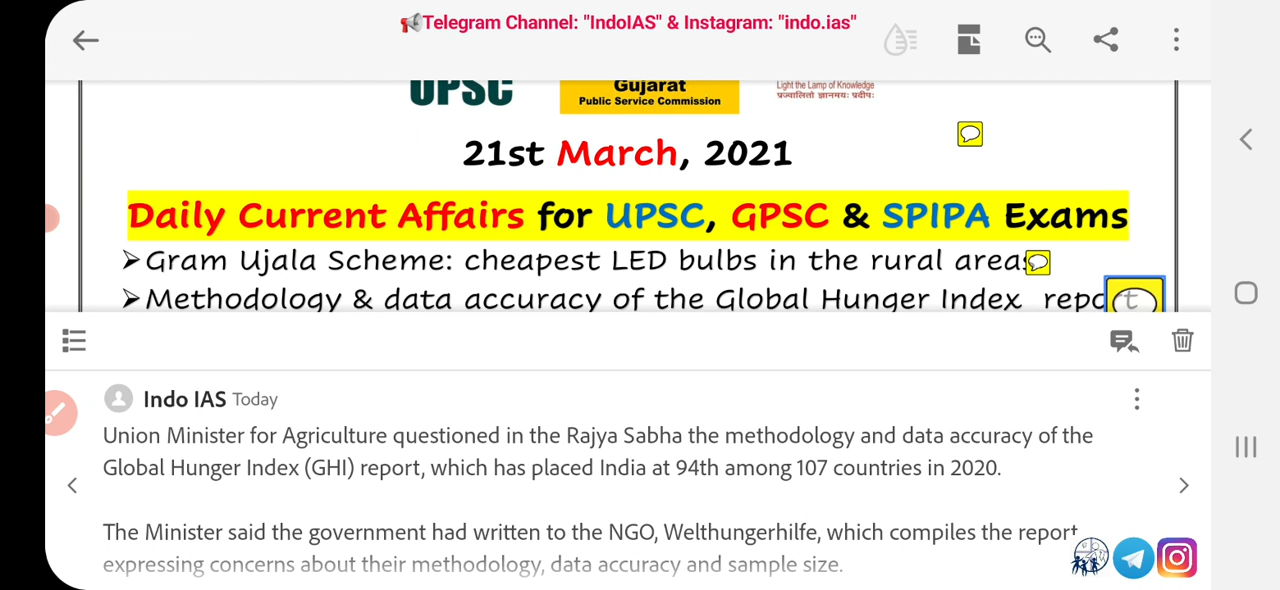 📢Telegram Channel: "IndoIAS" & Instagram: "indo.ias"
UPSC
Gujarat
Public Service Commission
Light the Lamp of Knowledge
प्रज्वालितो ज्ञानमयः प्रदीपः
21st March, 2021
Daily Current Affairs for UPSC, GPSC & SPIPA Exams
➢Gram Ujala Scheme: cheapest LED bulbs in the rural areas
➢Methodology & data accuracy of the Global Hunger Index report
Indo IAS Today
Union Minister for Agriculture questioned in the Rajya Sabha the methodology and data accuracy of the
Global Hunger Index (GHI) report, which has placed India at 94th among 107 countries in 2020.
The Minister said the government had written to the NGO, Welthungerhilfe, which compiles the report
expressing concerns about their methodology, data accuracy and sample size.